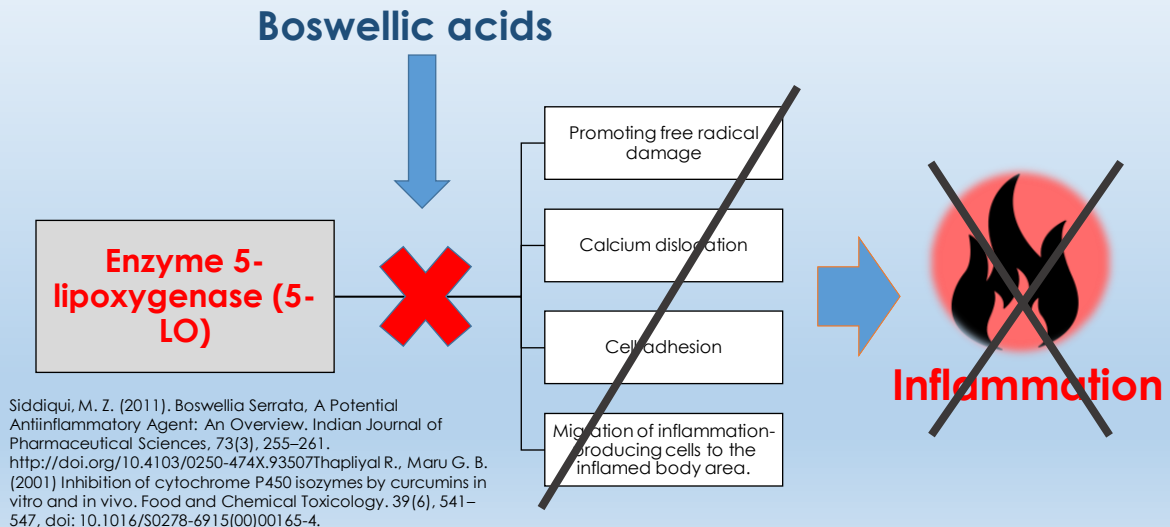 Boswellic acids
Enzyme 5-
lipoxygenase (5-
LO)
Promoting free radical
damage
Calcium dislocation
Cell adhesion
Migration of inflammation-
producing cells to the
inflamed body area.
Inflammation
Siddiqui, M. Z. (2011). Boswellia Serrata, A Potential
Antiinflammatory Agent: An Overview. Indian Journal of
Pharmaceutical Sciences, 73(3), 255–261.
http://doi.org/10.4103/0250-474X.93507Thapliyal R., Maru G. B.
(2001) Inhibition of cytochrome P450 isozymes by curcumins in
vitro and in vivo. Food and Chemical Toxicology. 39(6), 541–
547, doi: 10.1016/S0278-6915(00)00165-4.